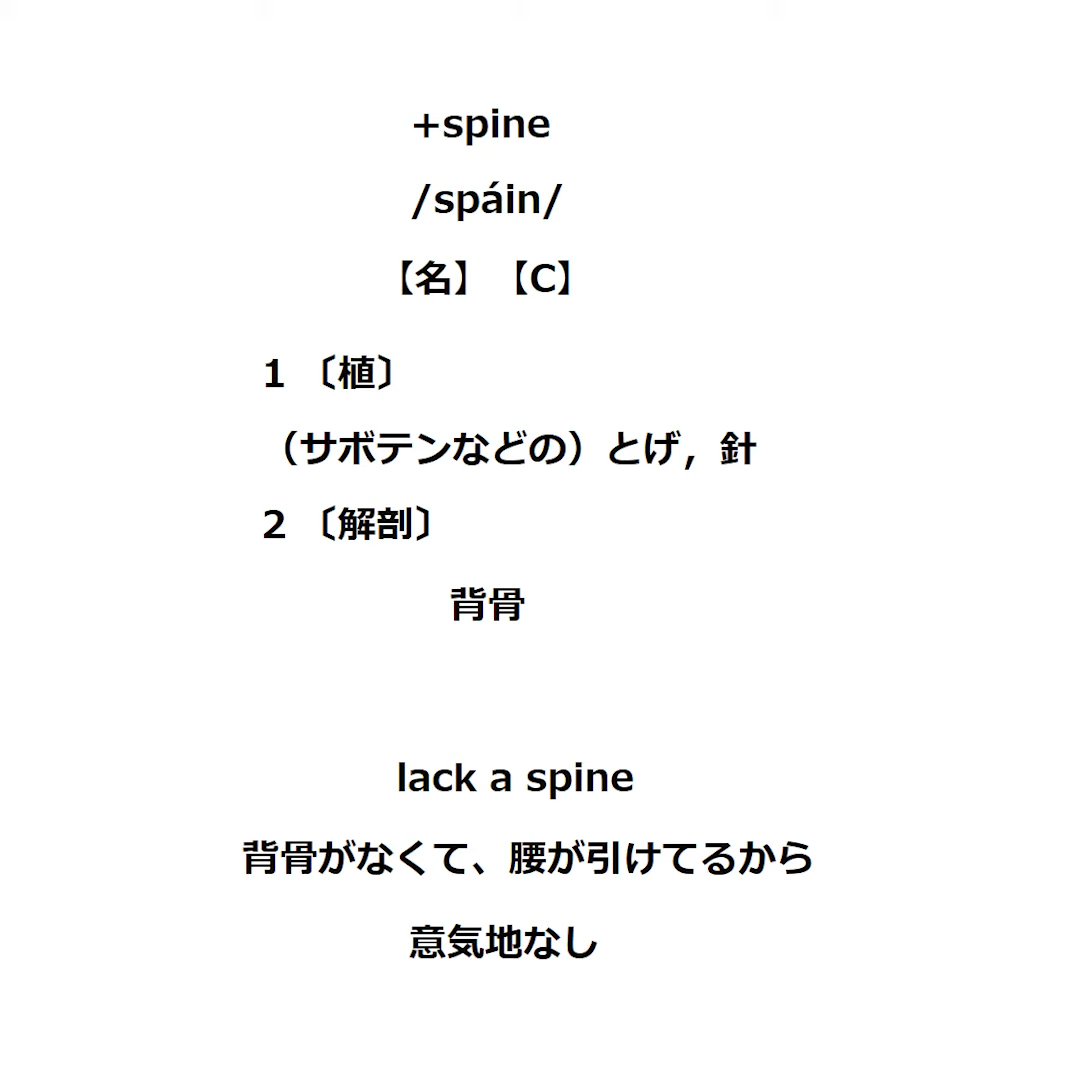 +spine
/spáin/
【名】【C】
1 〔植〕
（サボテンなどの）とげ，針
2 〔解剖〕
背骨
lack a spine
背骨がなくて、腰が引けてるから
意気地なし